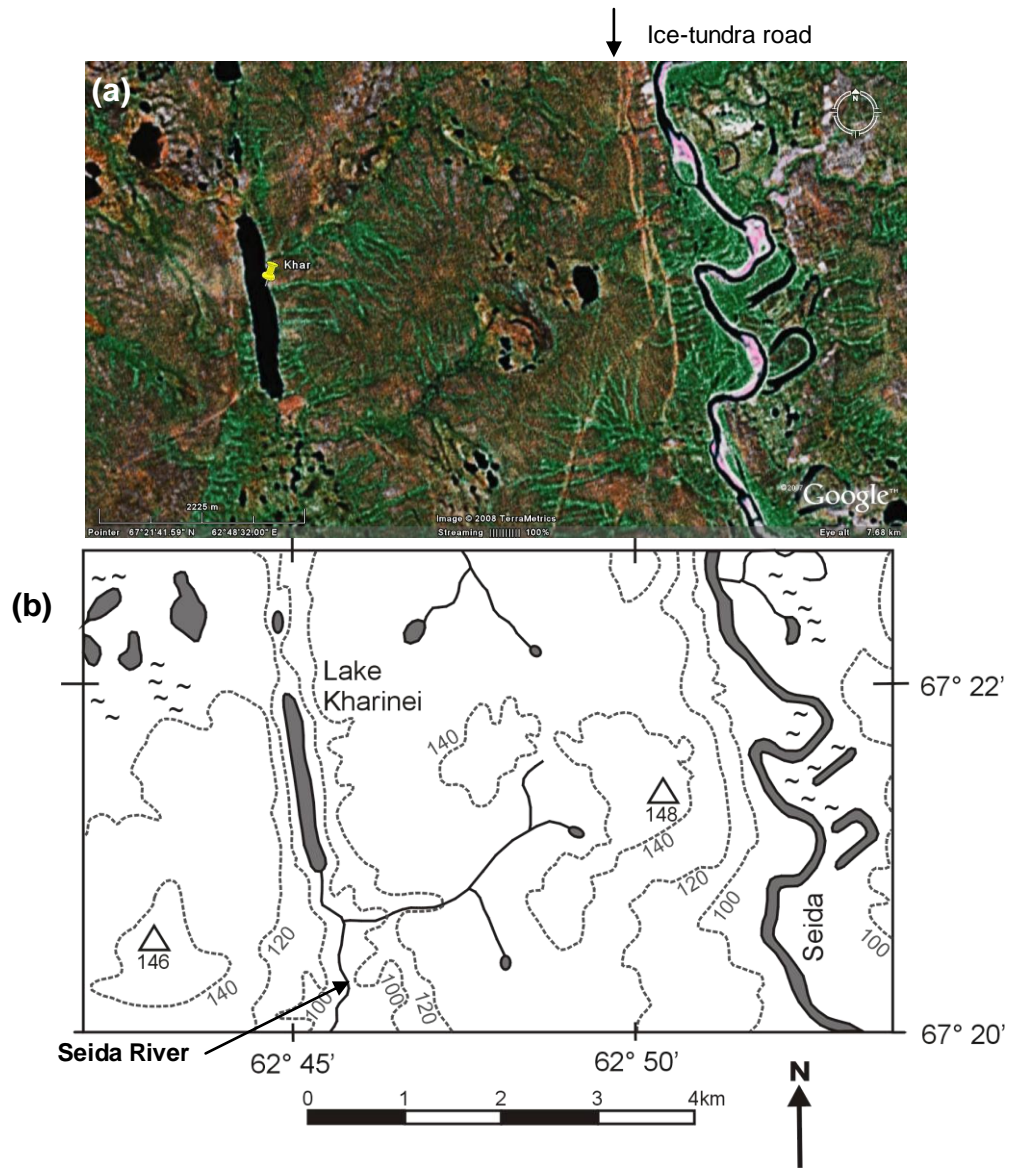 Ice-tundra road
(a)
N
Khar
2225 m
©2007 Google™
Image © 2008 TerraMetrics
Pointer 67°21'41.59" N 62°48'32.00" E
Streaming ||||||||| 100%
Eye alt 7.68 km
(b)
Lake
Kharinei
67° 22'
140
148
140
120
100
Seida
100
120
146
140
100
100
120
Seida River
67° 20'
62° 45'
62° 50'
N
0 1 2 3 4km